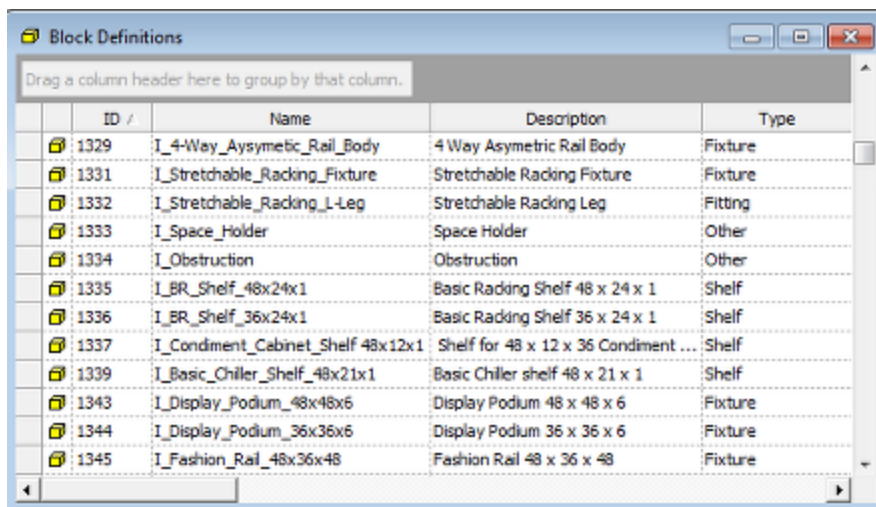 Block Definitions
Drag a column header here to group by that column.
ID / Name Description Type
1329 I_4-Way_Aysymetic_Rail_Body 4 Way Asymetric Rail Body Fixture
1331 I_Stretchable_Racking_Fixture Stretchable Racking Fixture Fixture
1332 I_Stretchable_Racking_L-Leg Stretchable Racking Leg Fitting
1333 I_Space_Holder Space Holder Other
1334 I_Obstruction Obstruction Other
1335 I_BR_Shelf_48x24x1 Basic Racking Shelf 48 x 24 x 1 Shelf
1336 I_BR_Shelf_36x24x1 Basic Racking Shelf 36 x 24 x 1 Shelf
1337 I_Condiment_Cabinet_Shelf 48x12x1 Shelf for 48 x 12 x 36 Condiment ... Shelf
1339 I_Basic_Chiller_Shelf_48x21x1 Basic Chiller shelf 48 x 21 x 1 Shelf
1343 I_Display_Podium_48x48x6 Display Podium 48 x 48 x 6 Fixture
1344 I_Display_Podium_36x36x6 Display Podium 36 x 36 x 6 Fixture
1345 I_Fashion_Rail_48x36x48 Fashion Rail 48 x 36 x 48 Fixture